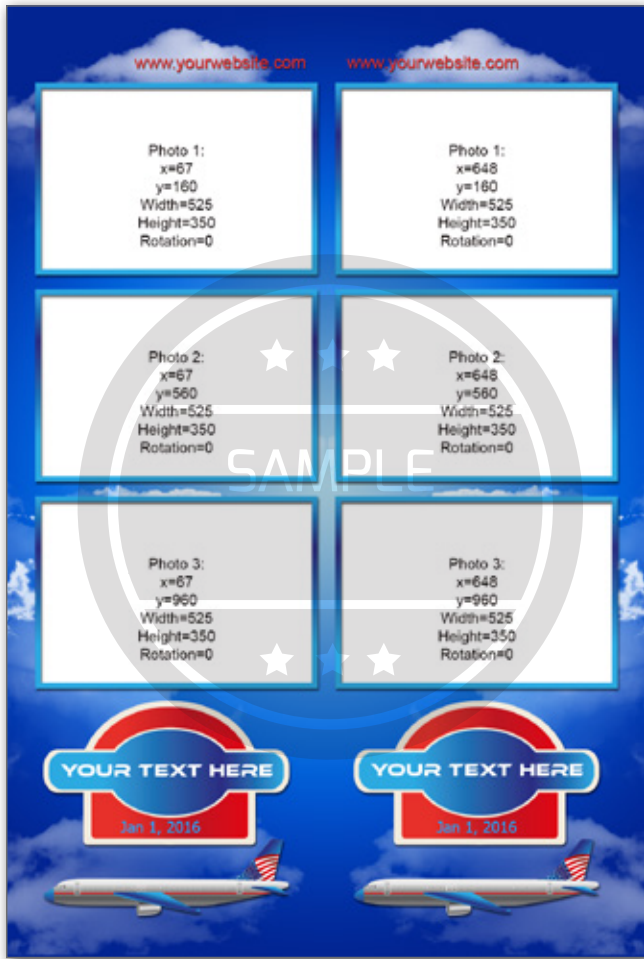 www.yourwebsite.com
www.yourwebsite.com
Photo 1:
x=67
y=160
Width=525
Height=350
Rotation=0
Photo 1:
x=648
y=160
Width=525
Height=350
Rotation=0
Photo 2:
x=67
y=560
Width=525
Height=350
Rotation=0
Photo 2:
x=648
y=560
Width=525
Height=350
Rotation=0
SAMPLE
Photo 3:
x=67
y=960
Width=525
Height=350
Rotation=0
Photo 3:
x=648
y=960
Width=525
Height=350
Rotation=0
YOUR TEXT HERE
Jan 1, 2016
YOUR TEXT HERE
Jan 1, 2016